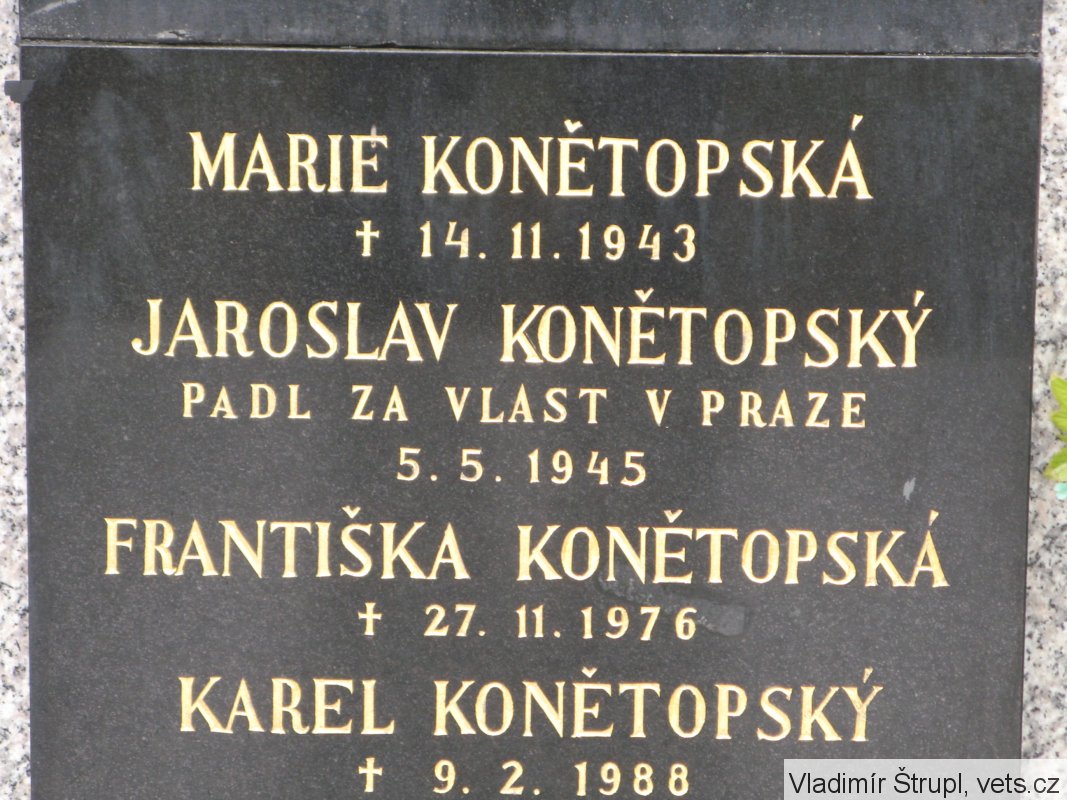 MARIE KONĚTOPSKÁ
† 14. 11. 1943
JAROSLAV KONĚTOPSKÝ
PADL ZA VLAST V PRAZE
5. 5. 1945
FRANTIŠKA KONĚTOPSKÁ
† 27. 11. 1976
KAREL KONĚTOPSKÝ
† 9. 2. 1988
Vladimír Štrupl, vets.cz